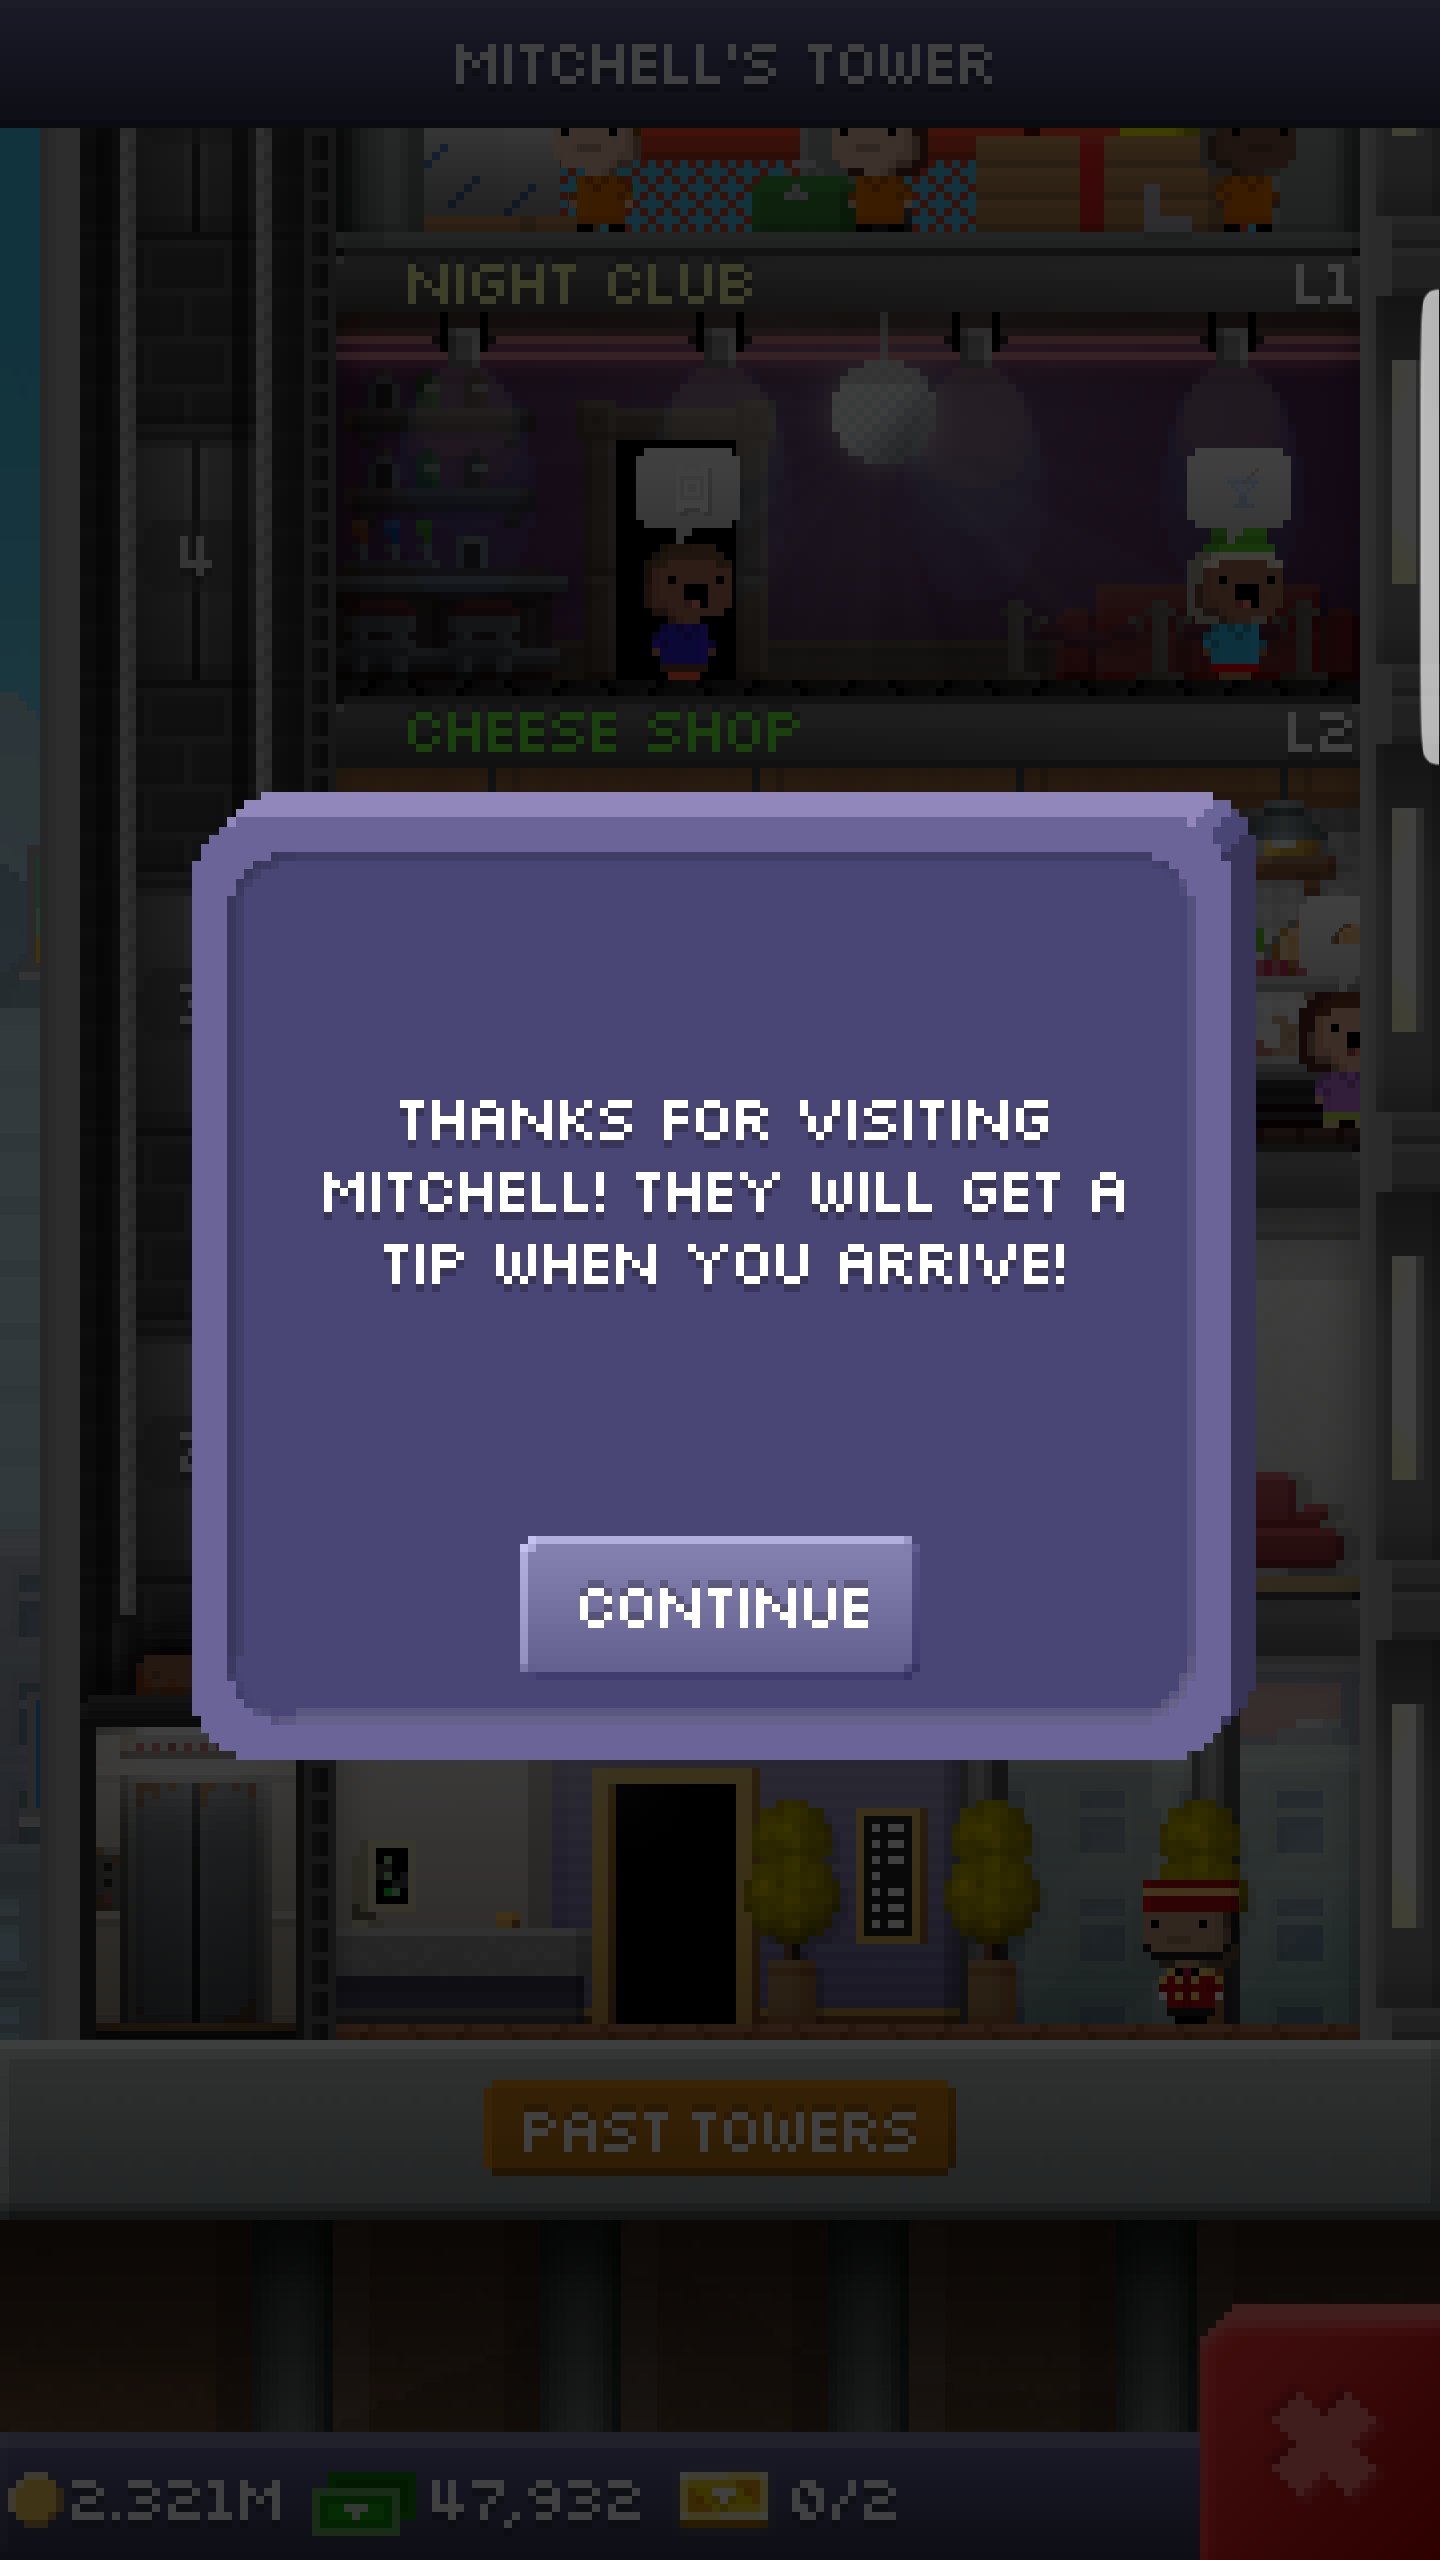 MITCHELL'S TOWER
NIGHT CLUB L1
4
CHEESE SHOP L2
THANKS FOR VISITING
MITCHELL! THEY WILL GET A
TIP WHEN YOU ARRIVE!
CONTINUE
PAST TOWERS
2.321M 47,932 0/2